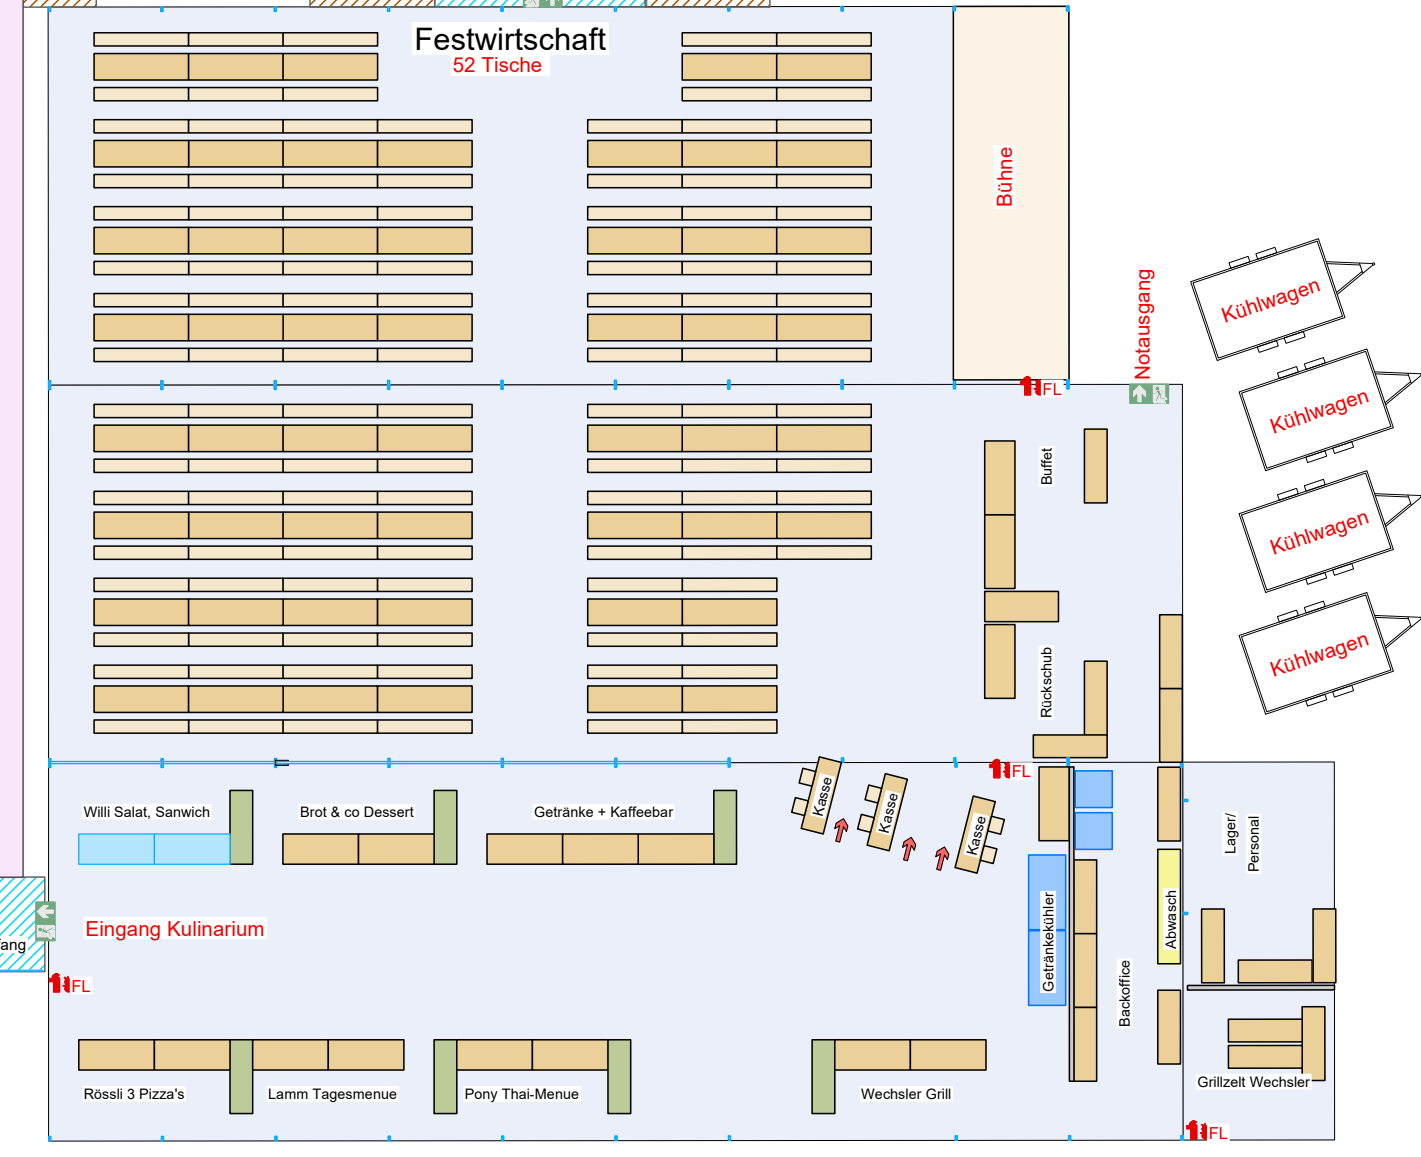 Festwirtschaft
52 Tische
Bühne
Notausgang
Kühlwagen
Kühlwagen
Kühlwagen
Kühlwagen
FL
Buffet
Rückschub
FL
Willi Salat, Sanwich
Brot & co Dessert
Getränke + Kaffeebar
Kasse
Kasse
Kasse
Lager/
Personal
Getränkekühler
Abwasch
Backoffice
Eingang Kulinarium
ang
FL
Rössli 3 Pizza's
Lamm Tagesmenue
Pony Thai-Menue
Wechsler Grill
Grillzelt Wechsler
FL